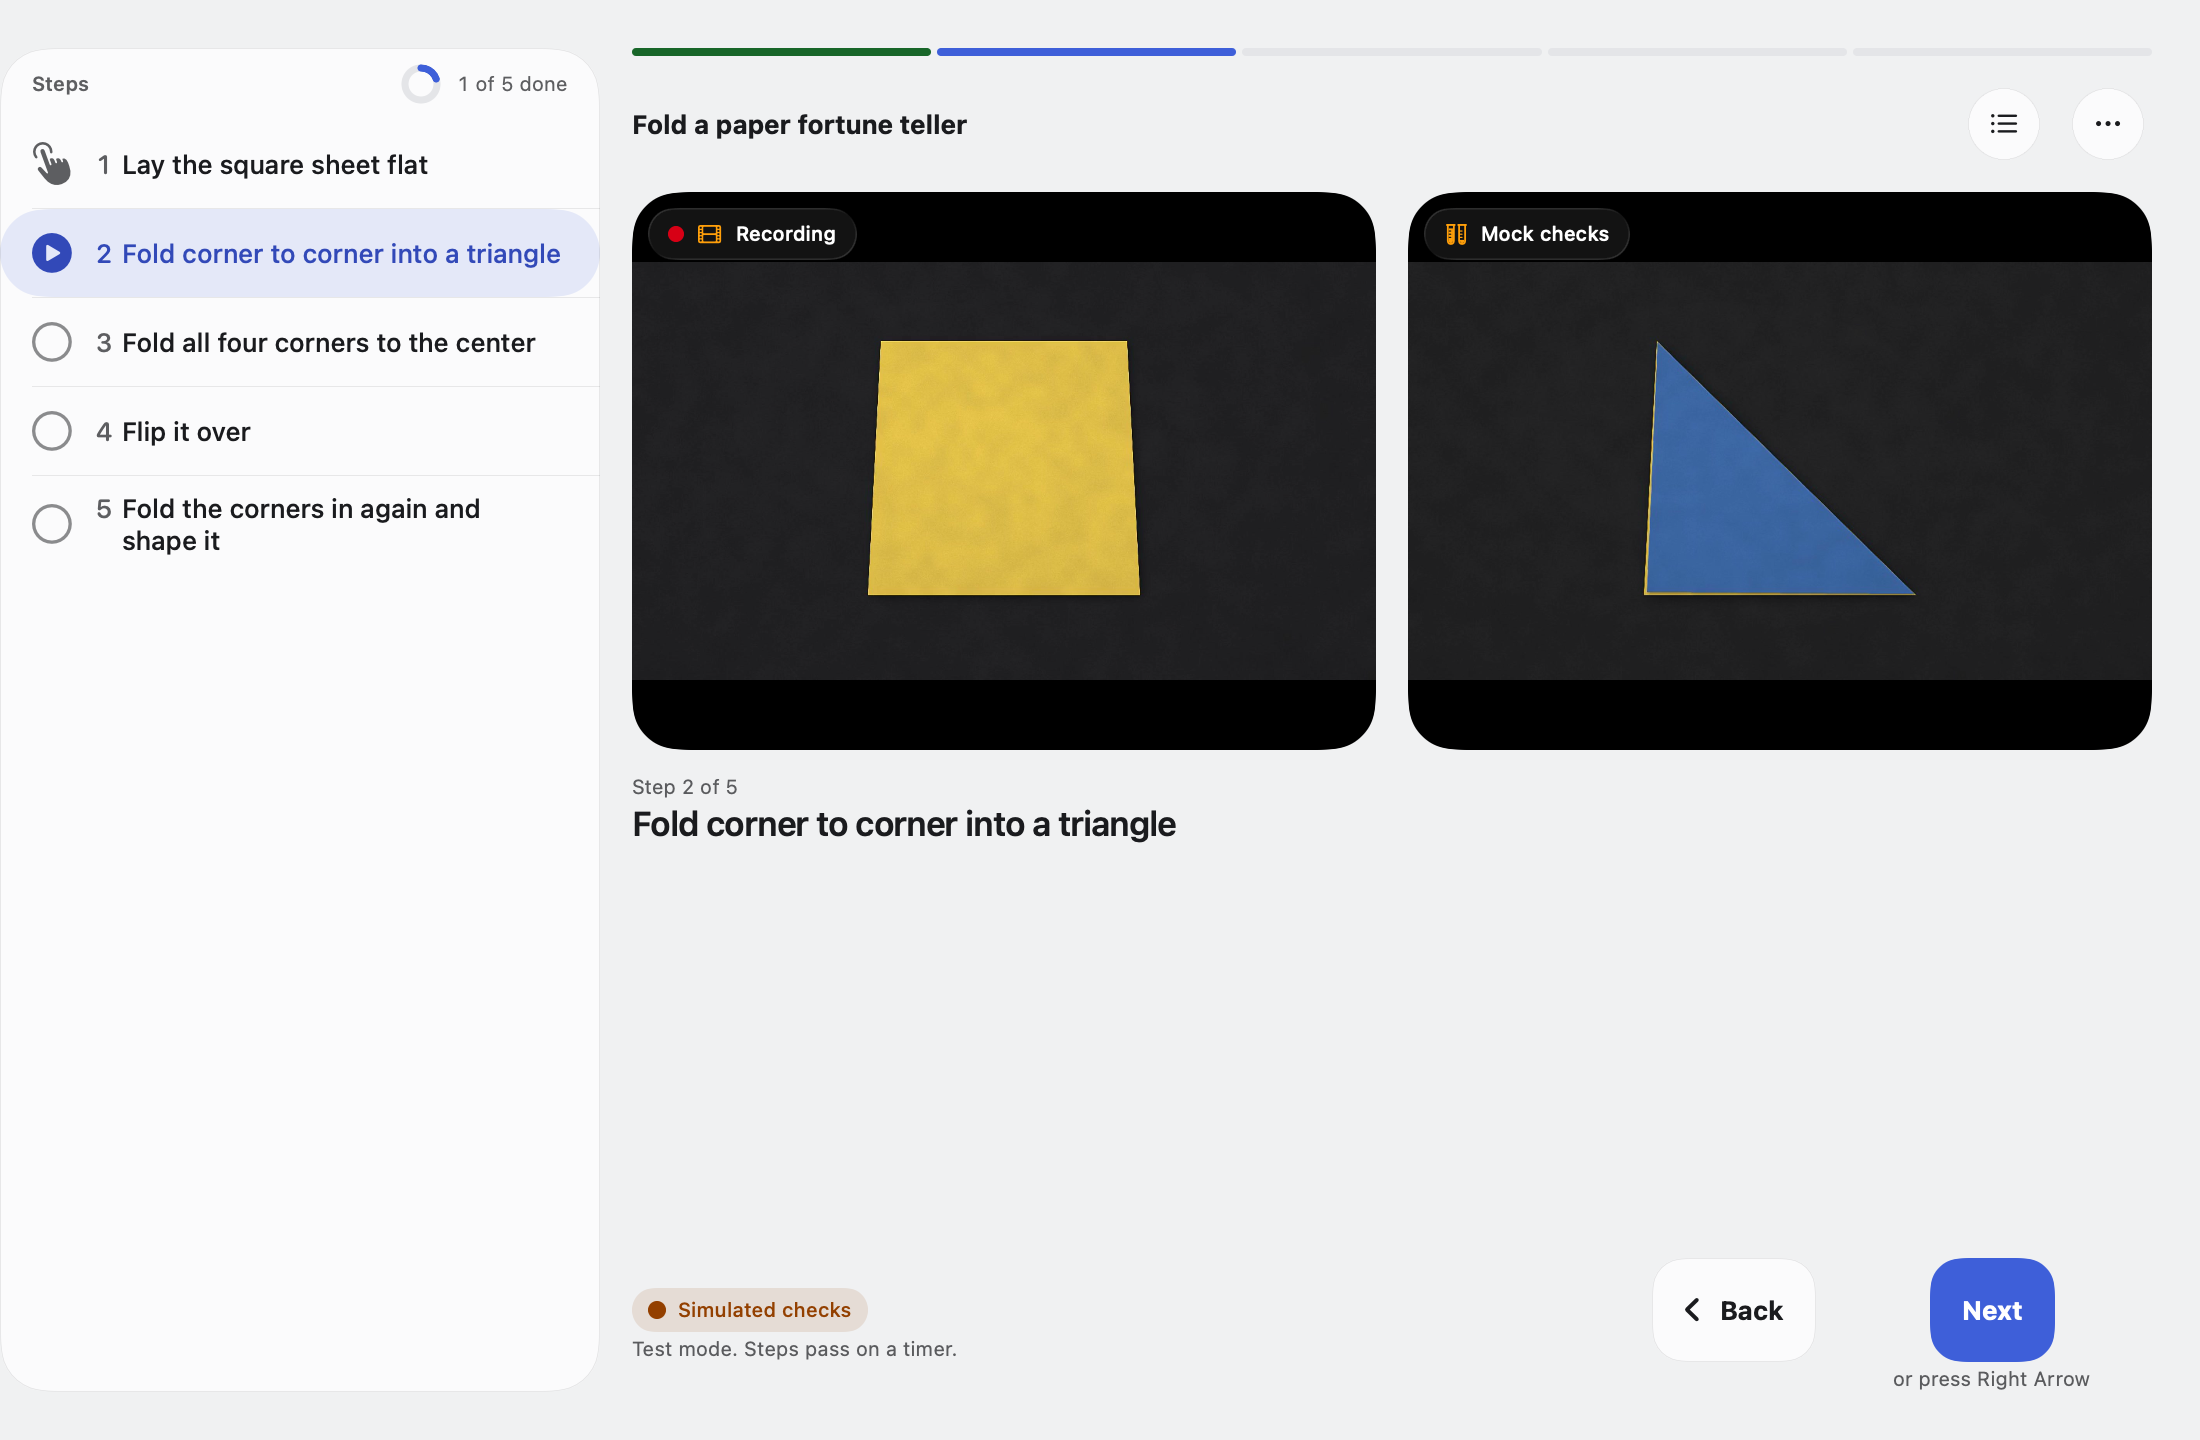 Steps
1 of 5 done
1 Lay the square sheet flat
2 Fold corner to corner into a triangle
3 Fold all four corners to the center
4 Flip it over
5 Fold the corners in again and
shape it
Fold a paper fortune teller
Recording
Mock checks
Step 2 of 5
Fold corner to corner into a triangle
Simulated checks
Test mode. Steps pass on a timer.
Back
Next
or press Right Arrow